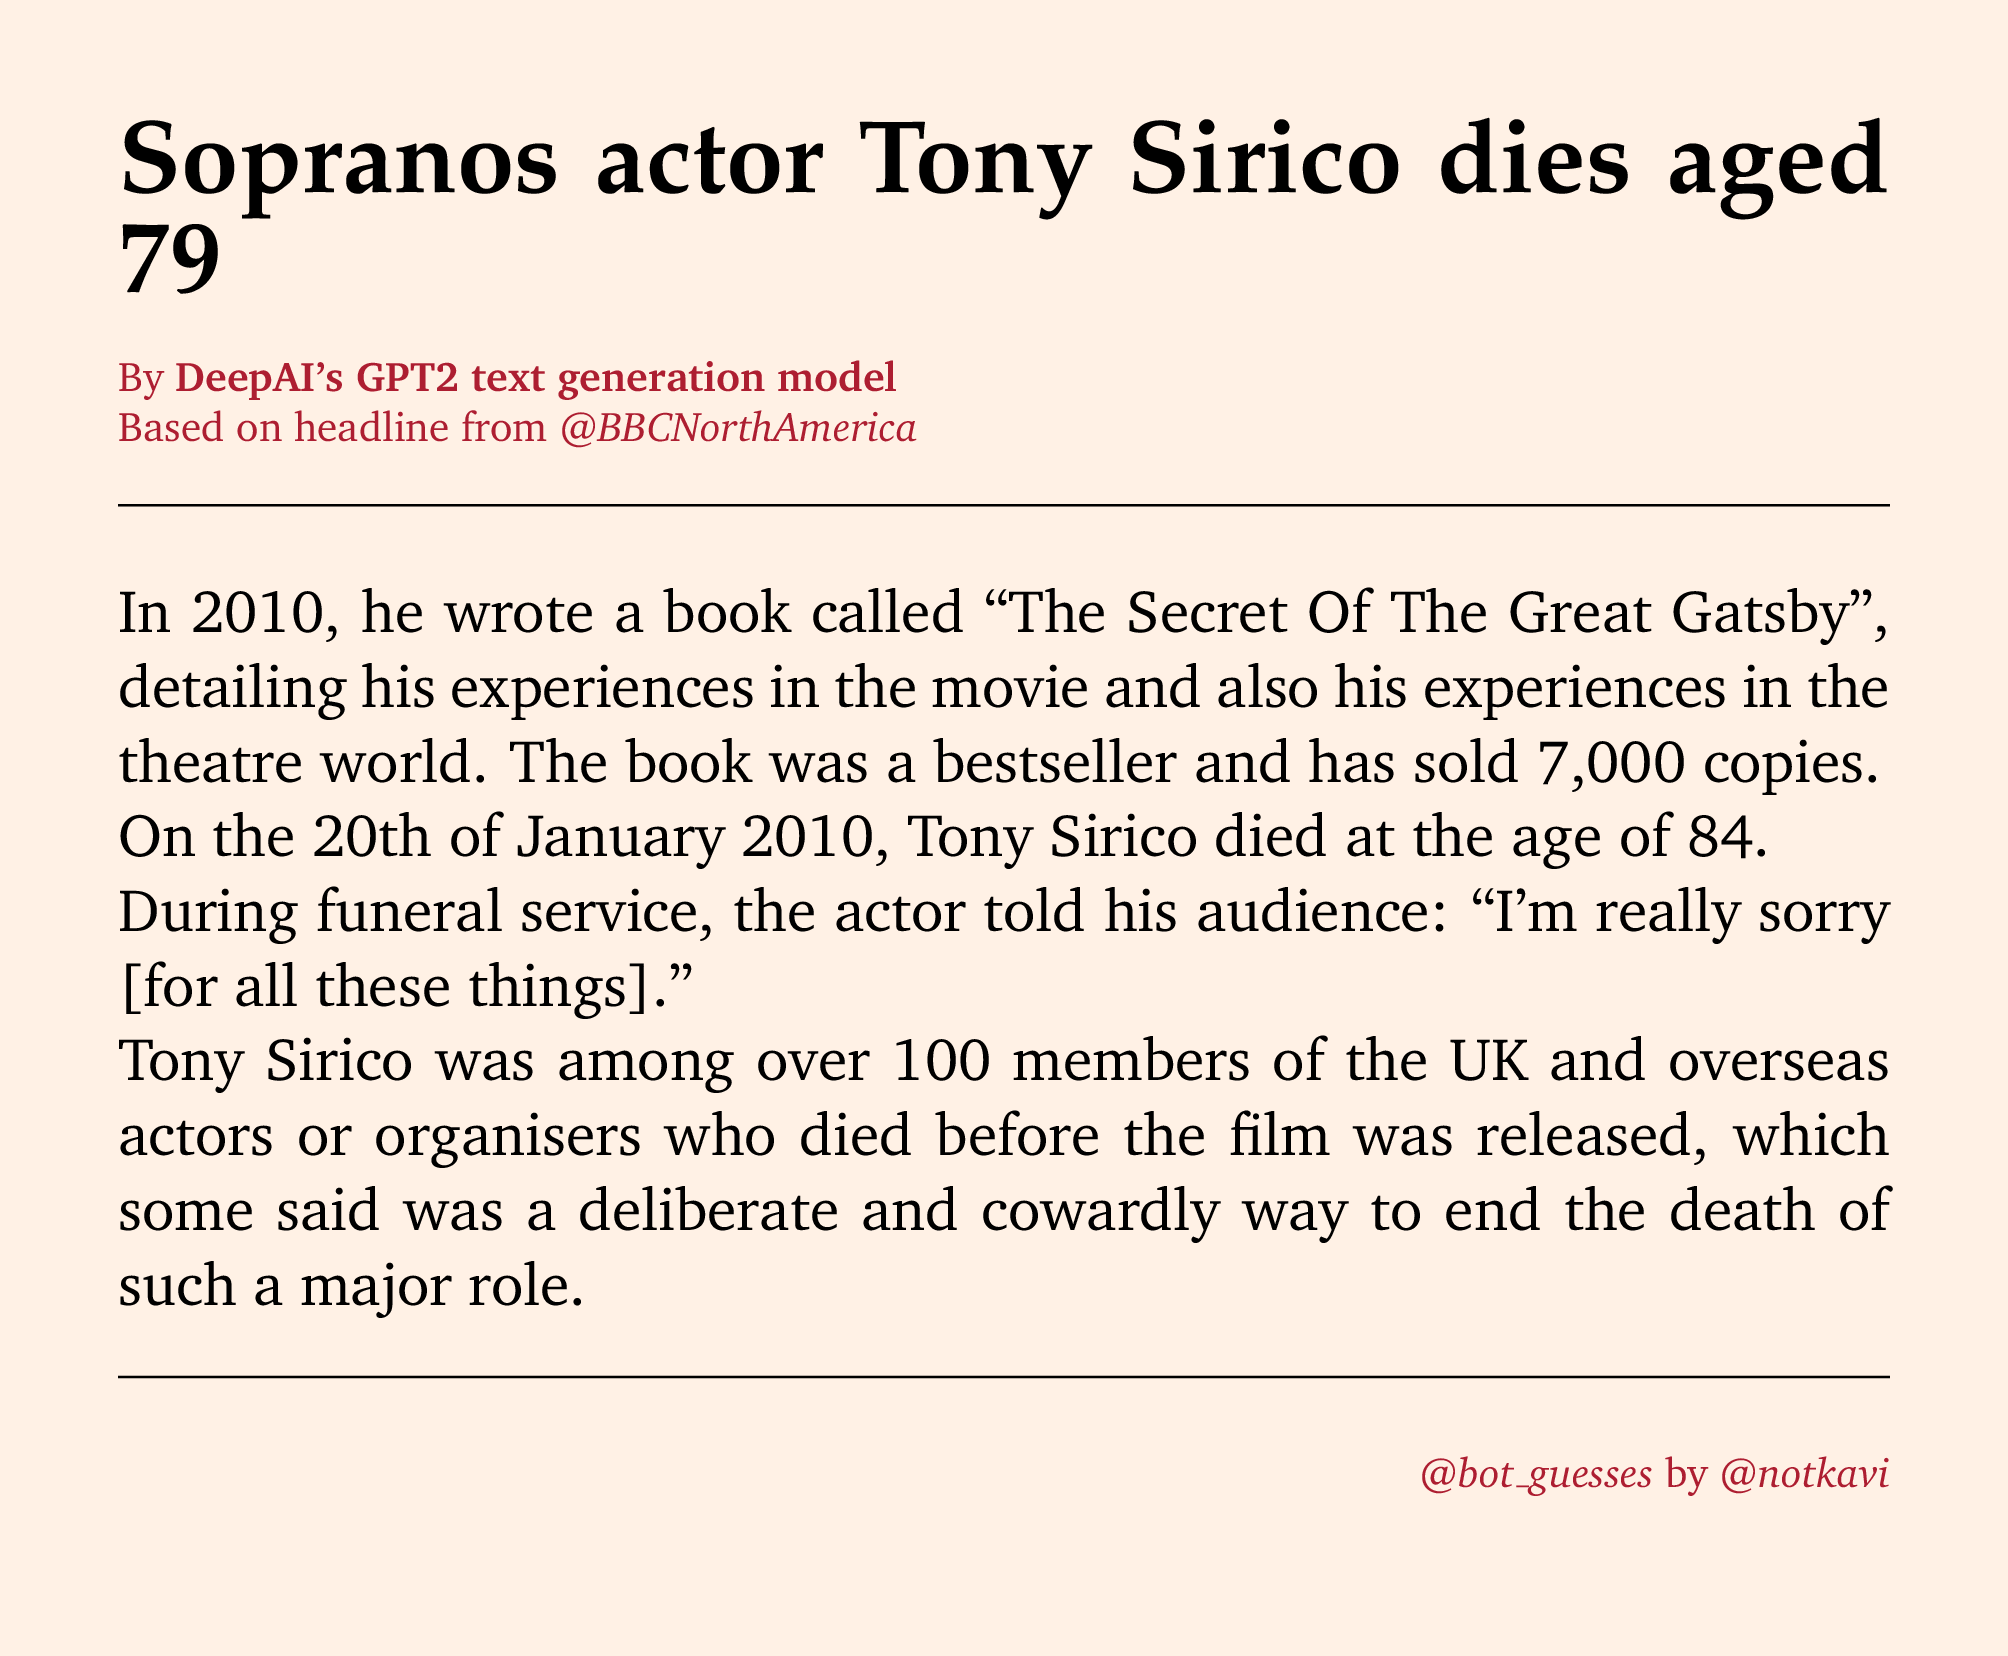 Sopranos actor Tony Sirico dies aged
79
By DeepAI’s GPT2 text generation model
Based on headline from @BBCNorthAmerica
In 2010, he wrote a book called “The Secret Of The Great Gatsby”,
detailing his experiences in the movie and also his experiences in the
theatre world. The book was a bestseller and has sold 7,000 copies.
On the 20th of January 2010, Tony Sirico died at the age of 84.
During funeral service, the actor told his audience: “I’m really sorry
[for all these things].”
Tony Sirico was among over 100 members of the UK and overseas
actors or organisers who died before the film was released, which
some said was a deliberate and cowardly way to end the death of
such a major role.
@bot_guesses by @notkavi